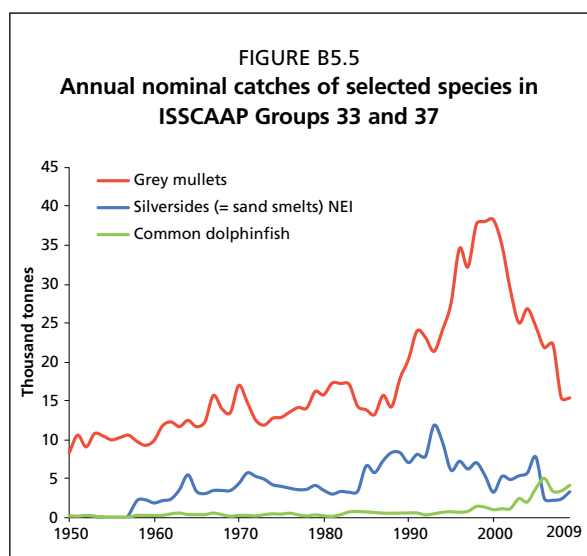 FIGURE B5.5
Annual nominal catches of selected species in
ISSCAAP Groups 33 and 37
45
40
35
30
25
20
15
10
5
0
Thousand tonnes
Grey mullets
Silversides (= sand smelts) NEI
Common dolphinfish
1950 1960 1970 1980 1990 2000 2009